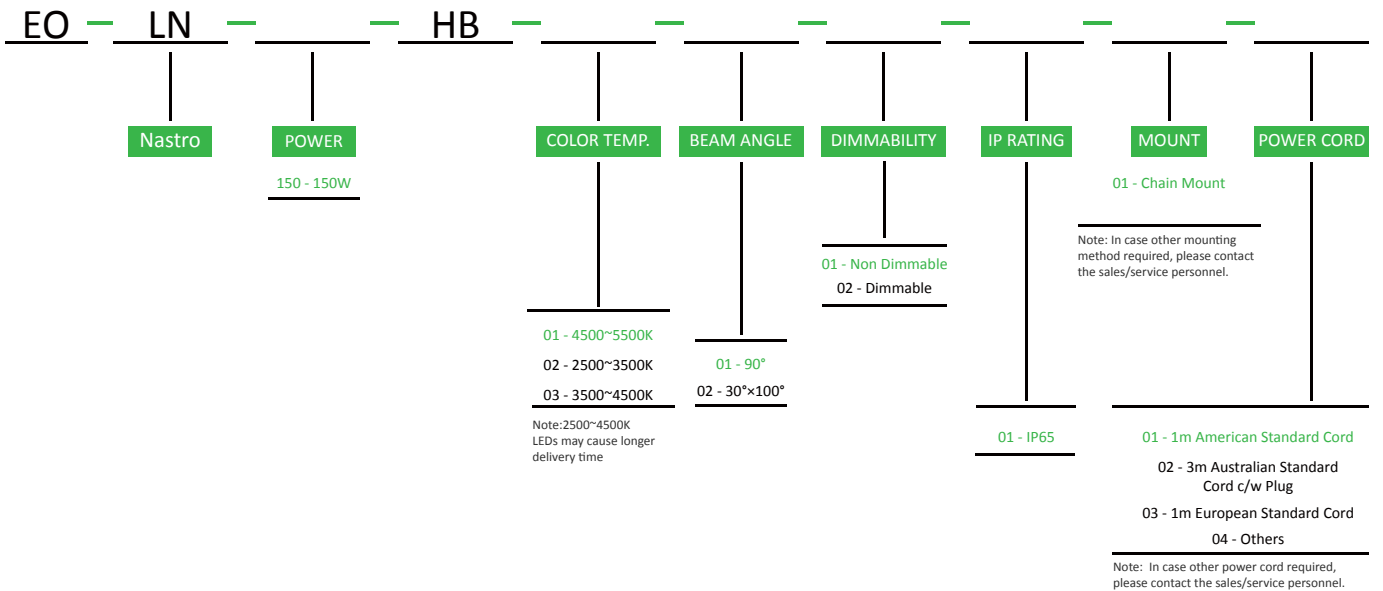 EO LN HB
Nastro POWER COLOR TEMP. BEAM ANGLE DIMMABILITY IP RATING MOUNT POWER CORD
150 - 150W
01 - 4500~5500K
02 - 2500~3500K
03 - 3500~4500K
Note:2500~4500K
LEDs may cause longer
delivery time
01 - 90°
02 - 30°×100°
01 - Non Dimmable
02 - Dimmable
01 - IP65
01 - Chain Mount
Note: In case other mounting
method required, please contact
the sales/service personnel.
01 - 1m American Standard Cord
02 - 3m Australian Standard
Cord c/w Plug
03 - 1m European Standard Cord
04 - Others
Note: In case other power cord required,
please contact the sales/service personnel.